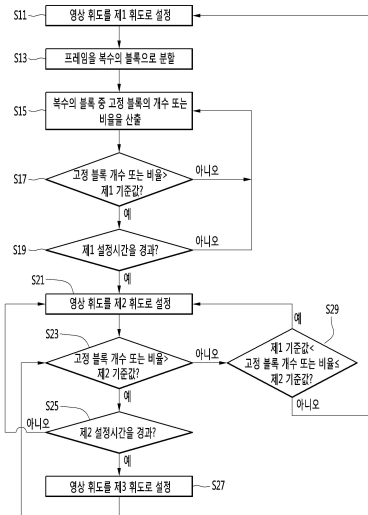 S11
영상 휘도를 제1 휘도로 설정
S13
프레임을 복수의 블록으로 분할
S15
복수의 블록 중 고정 블록의 개수 또는
비율을 산출
S17
고정 블록 개수 또는 비율>
제1 기준값?
아니오
예
S19
제1 설정시간을 경과?
아니오
예
S21
영상 휘도를 제2 휘도로 설정
S23
고정 블록 개수 또는 비율>
제2 기준값?
아니오
예
S29
제1 기준값<
고정 블록 개수 또는 비율≤
제2 기준값?
예
아니오
S25
제2 설정시간을 경과?
아니오
예
영상 휘도를 제3 휘도로 설정
S27